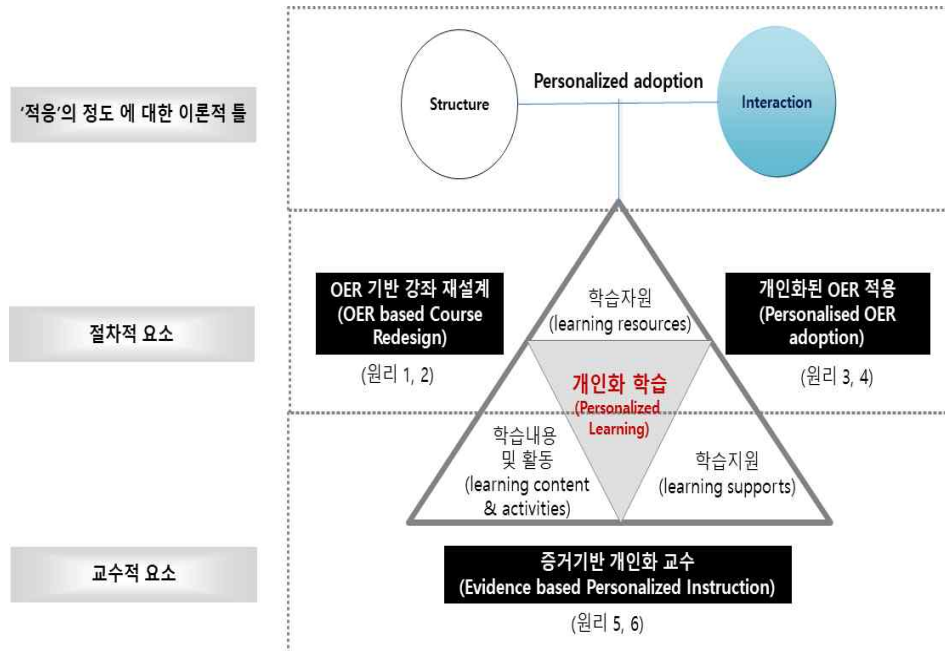 '적응'의 정도 에 대한 이론적 틀
Structure
Personalized adoption
Interaction
절차적 요소
OER 기반 강좌 재설계
(OER based Course
Redesign)
(원리 1, 2)
학습자원
(learning resources)
개인화된 OER 적용
(Personalised OER
adoption)
(원리 3, 4)
개인화 학습
(Personalized
Learning)
학습내용
및 활동
(learning content
& activities)
학습지원
(learning supports)
교수적 요소
증거기반 개인화 교수
(Evidence based Personalized Instruction)
(원리 5, 6)